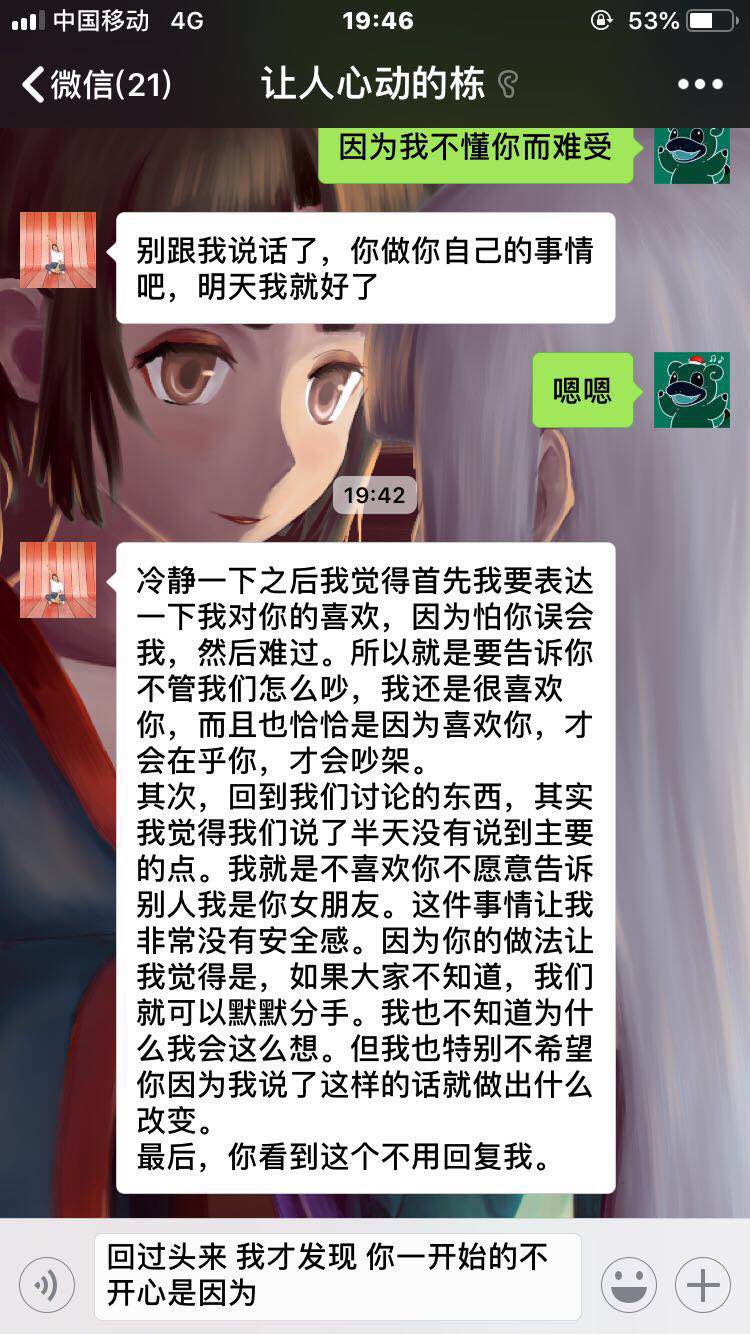 中国移动 4G 19:46 53%
微信(21) 让人心动的栋
因为我不懂你而难受
别跟我说话了，你做你自己的事情
吧，明天我就好了
嗯嗯
19:42
冷静一下之后我觉得首先我要表达
一下我对你的喜欢，因为怕你误会
我，然后难过。所以就是要告诉你
不管我们怎么吵，我还是很喜欢
你，而且也恰恰是因为喜欢你，才
会在乎你，才会吵架。
其次，回到我们讨论的东西，其实
我觉得我们说了半天没有说到主要
的点。我就是不喜欢你不愿意告诉
别人我是你女朋友。这件事情让我
非常没有安全感。因为你的做法让
我觉得是，如果大家不知道，我们
就可以默默分手。我也不知道为什
么我会这么想。但我也特别不希望
你因为我说了这样的话就做出什么
改变。
最后，你看到这个不用回复我。
回过头来 我才发现 你一开始的不
开心是因为